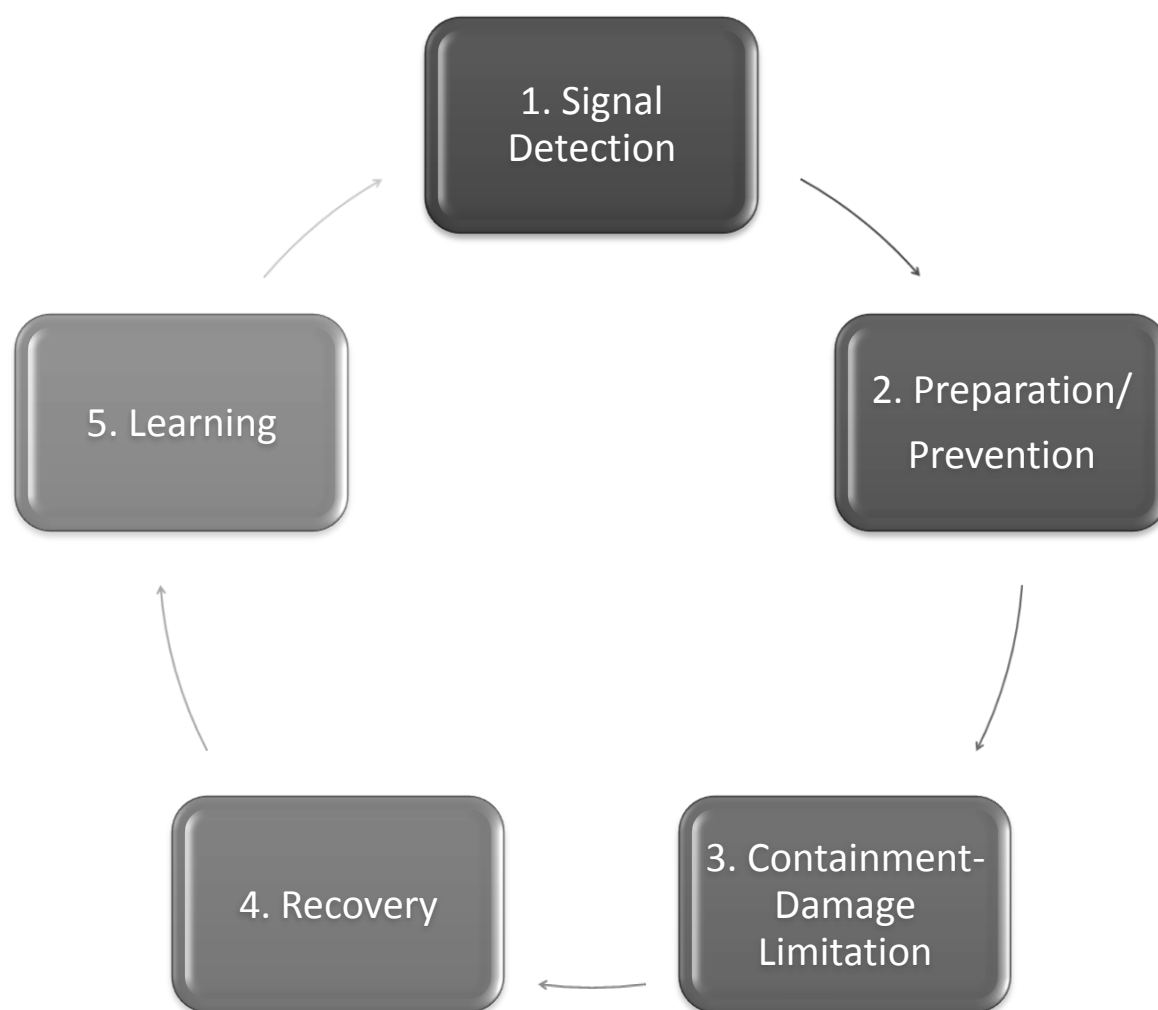 1. Signal
Detection
2. Preparation/
Prevention
3. Containment-
Damage
Limitation
4. Recovery
5. Learning